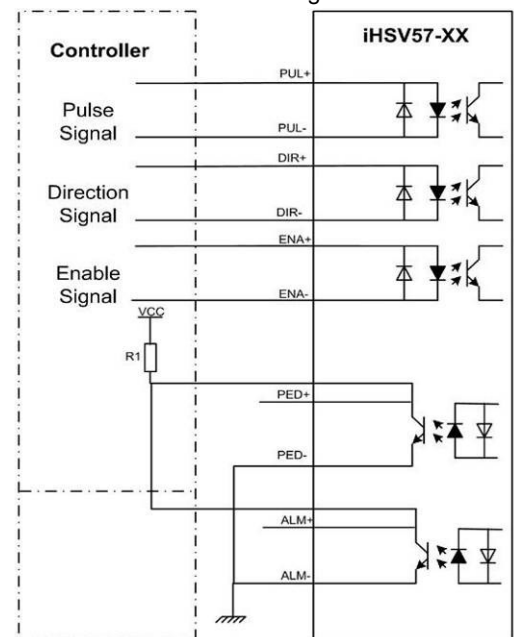 Controller
iHSV57-XX
PUL+
Pulse
Signal
PUL-
DIR+
Direction
Signal
DIR-
ENA+
Enable
Signal
ENA-
VCC
R1
PED+
PED-
ALM+
ALM-